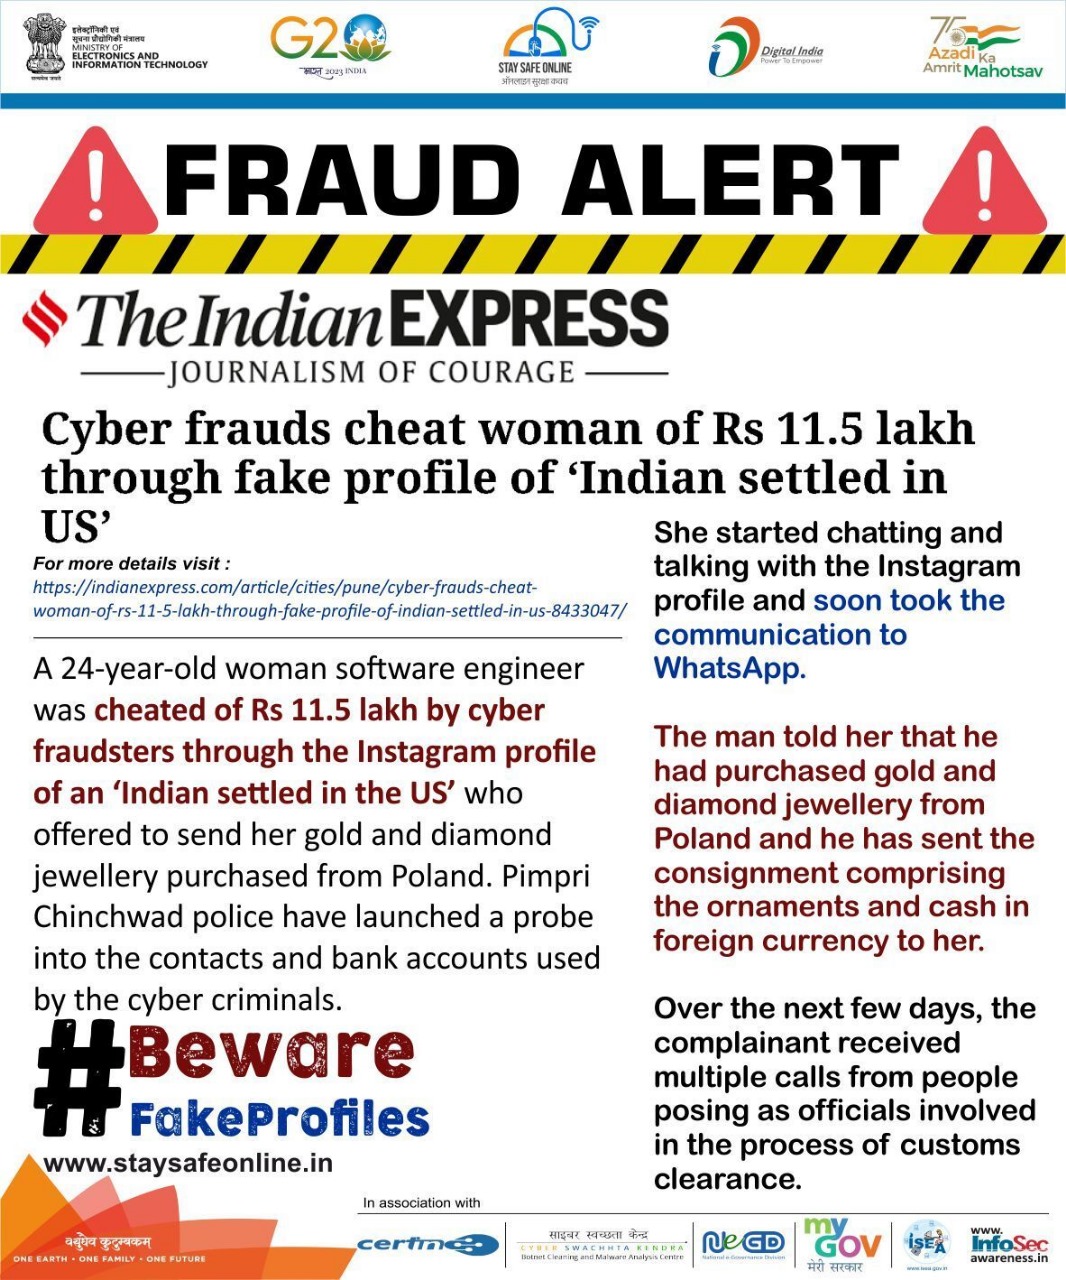 इलेक्ट्रॉनिकी एवं
सूचना प्रौद्योगिकी मंत्रालय
MINISTRY OF
ELECTRONICS AND
INFORMATION TECHNOLOGY
सत्यमेव जयते
G20
भारत 2023 INDIA
STAY SAFE ONLINE
ऑनलाइन सुरक्षा कवच
Digital India
Power To Empower
75
Azadi Ka
Amrit Mahotsav
FRAUD ALERT
The Indian EXPRESS
JOURNALISM OF COURAGE
Cyber frauds cheat woman of Rs 11.5 lakh
through fake profile of ‘Indian settled in
US’
For more details visit :
https://indianexpress.com/article/cities/pune/cyber-frauds-cheat-
woman-of-rs-11-5-lakh-through-fake-profile-of-indian-settled-in-us-8433047/
A 24-year-old woman software engineer
was cheated of Rs 11.5 lakh by cyber
fraudsters through the Instagram profile
of an ‘Indian settled in the US’ who
offered to send her gold and diamond
jewellery purchased from Poland. Pimpri
Chinchwad police have launched a probe
into the contacts and bank accounts used
by the cyber criminals.
#Beware
FakeProfiles
www.staysafeonline.in
She started chatting and
talking with the Instagram
profile and soon took the
communication to
WhatsApp.
The man told her that he
had purchased gold and
diamond jewellery from
Poland and he has sent the
consignment comprising
the ornaments and cash in
foreign currency to her.
Over the next few days, the
complainant received
multiple calls from people
posing as officials involved
in the process of customs
clearance.
वसुधैव कुटुम्बकम्
ONE EARTH • ONE FAMILY • ONE FUTURE
In association with
certin
साइबर स्वच्छता केन्द्र
CYBER SWACHHTA KENDRA
Botnet Cleaning and Malware Analysis Centre
NeGD
National e-Governance Division
my
GOV
मेरी सरकार
ISEA
www.isea.gov.in
www.
InfoSec
awareness.in